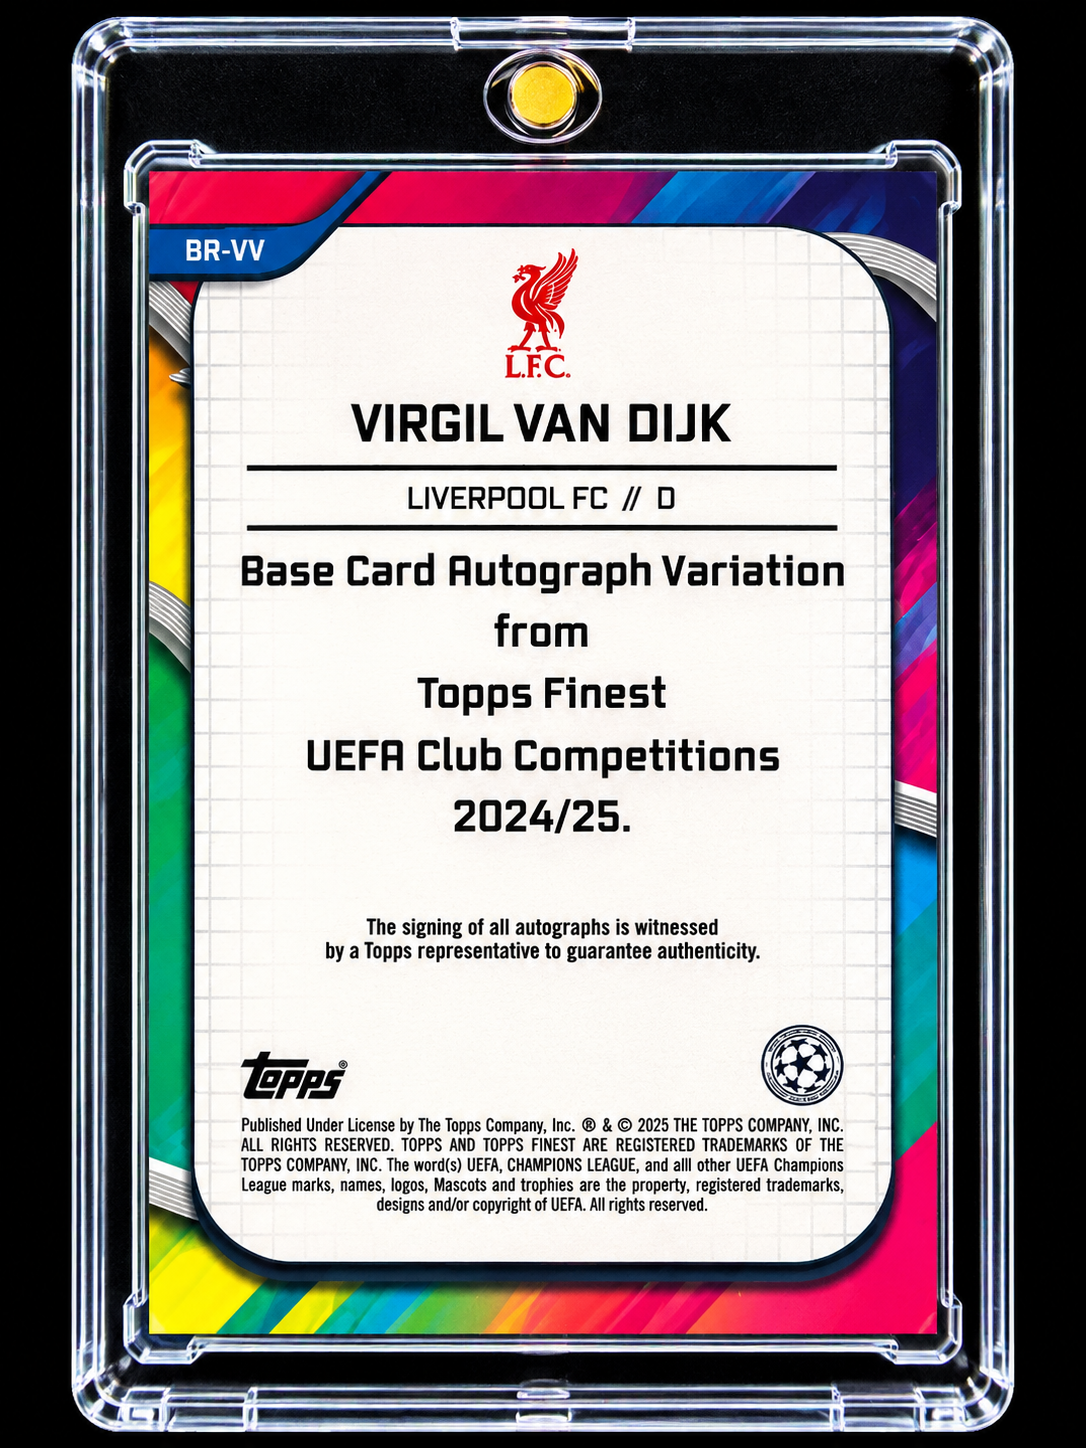 BR-VV
L.F.C.
VIRGIL VAN DIJK
LIVERPOOL FC // D
Base Card Autograph Variation
from
Topps Finest
UEFA Club Competitions
2024/25.
The signing of all autographs is witnessed
by a Topps representative to guarantee authenticity.
topps®
Published Under License by The Topps Company, Inc. ® & © 2025 THE TOPPS COMPANY, INC.
ALL RIGHTS RESERVED. TOPPS AND TOPPS FINEST ARE REGISTERED TRADEMARKS OF THE
TOPPS COMPANY, INC. The word(s) UEFA, CHAMPIONS LEAGUE, and alll other UEFA Champions
League marks, names, logos, Mascots and trophies are the property, registered trademarks,
designs and/or copyright of UEFA. All rights reserved.